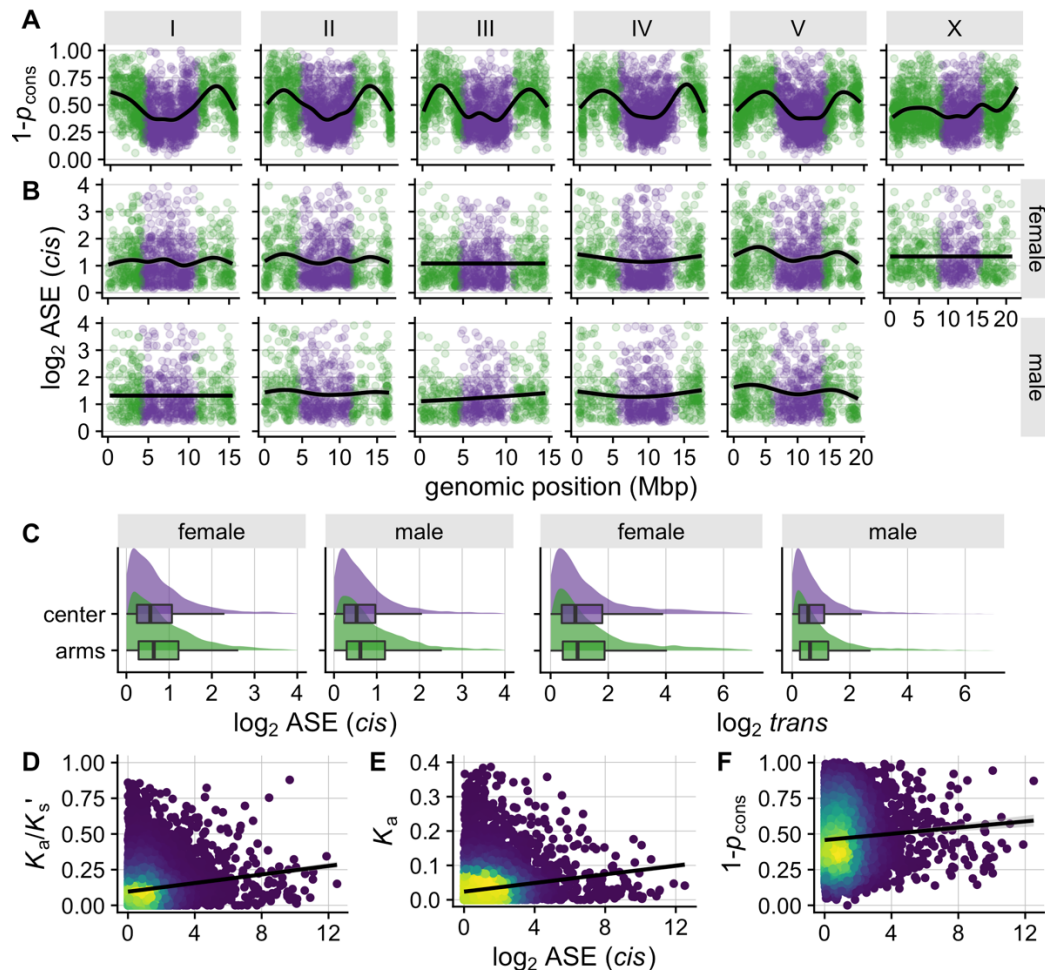 A
I II III IV V X
1-p_cons
1.00
0.75
0.50
0.25
0.00
B
log₂ ASE (cis)
4
3
2
1
0
female
0 5 10 15 20
4
3
2
1
0
male
0 5 10 15 0 5 10 15 0 5 10 15 0 5 10 15 0 5 10 15 20
genomic position (Mbp)
C
female male female male
center
arms
0 1 2 3 4 0 1 2 3 4 0 2 4 6 0 2 4 6
log₂ ASE (cis) log₂ trans
D
Kₐ/Kₛ'
1.00
0.75
0.50
0.25
0.00
0 4 8 12
E
Kₐ
0.4
0.3
0.2
0.1
0.0
0 4 8 12
F
1-p_cons
1.00
0.75
0.50
0.25
0.00
0 4 8 12
log₂ ASE (cis)